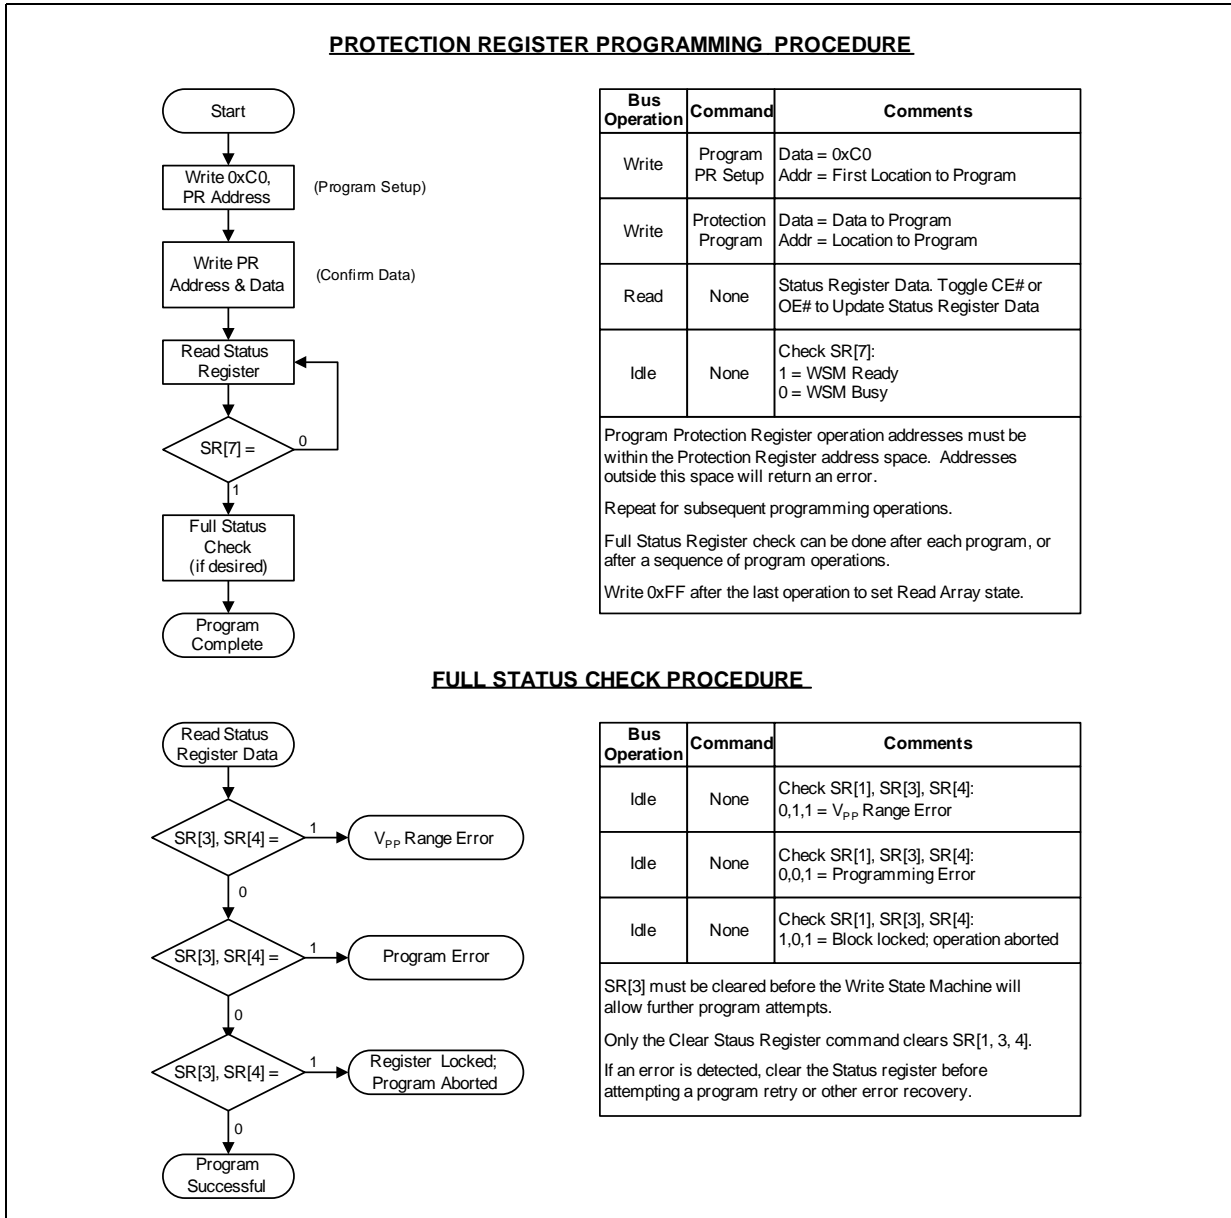 PROTECTION REGISTER PROGRAMMING PROCEDURE
Start
Write 0xC0,
PR Address
(Program Setup)
Write PR
Address & Data
(Confirm Data)
Read Status
Register
SR[7] =
0
1
Full Status
Check
(if desired)
Program
Complete
Bus
Operation
Command
Comments
Write
Program
PR Setup
Data = 0xC0
Addr = First Location to Program
Write
Protection
Program
Data = Data to Program
Addr = Location to Program
Read
None
Status Register Data. Toggle CE# or
OE# to Update Status Register Data
Idle
None
Check SR[7]:
1 = WSM Ready
0 = WSM Busy
Program Protection Register operation addresses must be
within the Protection Register address space. Addresses
outside this space will return an error.
Repeat for subsequent programming operations.
Full Status Register check can be done after each program, or
after a sequence of program operations.
Write 0xFF after the last operation to set Read Array state.
FULL STATUS CHECK PROCEDURE
Read Status
Register Data
SR[3], SR[4] =
1
VPP Range Error
0
SR[3], SR[4] =
1
Program Error
0
SR[3], SR[4] =
1
Register Locked;
Program Aborted
0
Program
Successful
Bus
Operation
Command
Comments
Idle
None
Check SR[1], SR[3], SR[4]:
0,1,1 = VPP Range Error
Idle
None
Check SR[1], SR[3], SR[4]:
0,0,1 = Programming Error
Idle
None
Check SR[1], SR[3], SR[4]:
1,0,1 = Block locked; operation aborted
SR[3] must be cleared before the Write State Machine will
allow further program attempts.
Only the Clear Staus Register command clears SR[1, 3, 4].
If an error is detected, clear the Status register before
attempting a program retry or other error recovery.